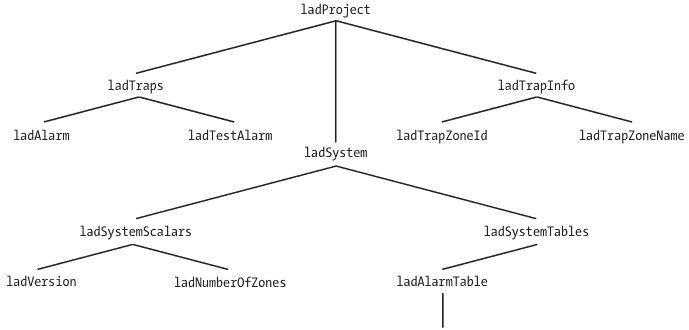 ladProject
ladTraps
ladTrapInfo
ladAlarm
ladTestAlarm
ladTrapZoneId
ladTrapZoneName
ladSystem
ladSystemScalars
ladSystemTables
ladVersion
ladNumberOfZones
ladAlarmTable